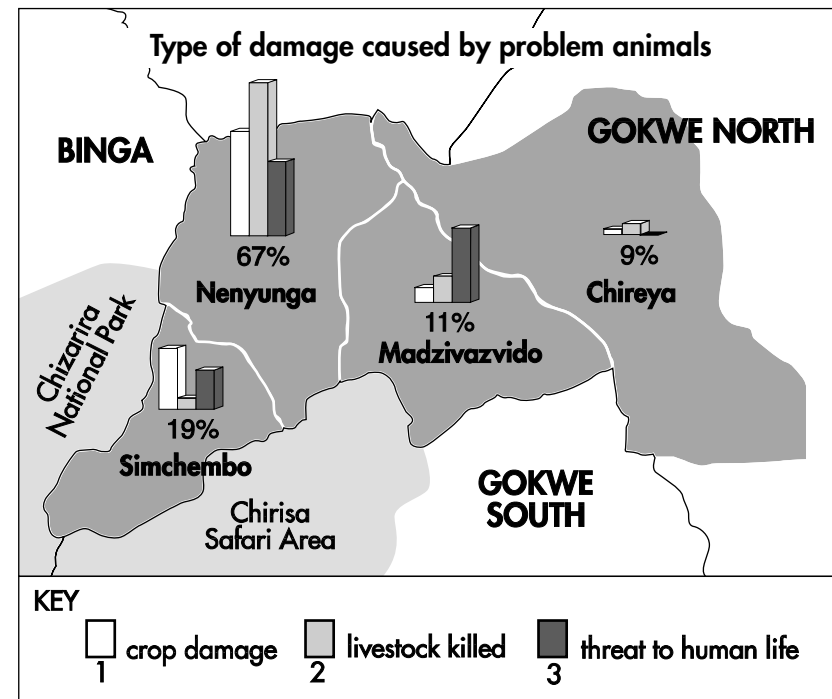 Type of damage caused by problem animals
BINGA
GOKWE NORTH
67%
Nenyunga
9%
Chireya
11%
Madzivazvido
Chizarira
National Park
19%
Simchembo
GOKWE
SOUTH
Chirisa
Safari Area
KEY
1 crop damage
2 livestock killed
3 threat to human life